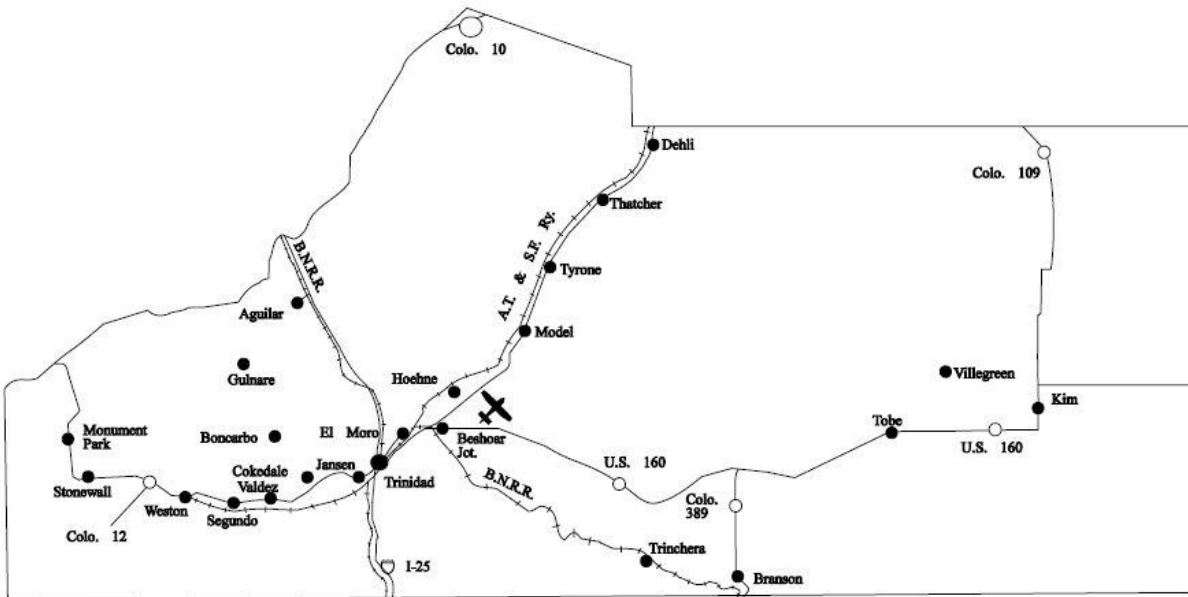 Colo. 10
Dehli
Colo. 109
Thatcher
A.T. & S.F. Ry.
B.N.R.R.
Tyrone
Aguilar
Model
Gulnare
Hoehne
Villegreen
Kim
Monument
Park
Boncarbo
El Moro
Beshoar
Jct.
Tobe
U.S. 160
U.S. 160
Cokedale
Jansen
Valdez
Trinidad
Stonewall
B.N.R.R.
Colo.
389
Weston
Segundo
Colo. 12
Trinchera
I-25
Branson